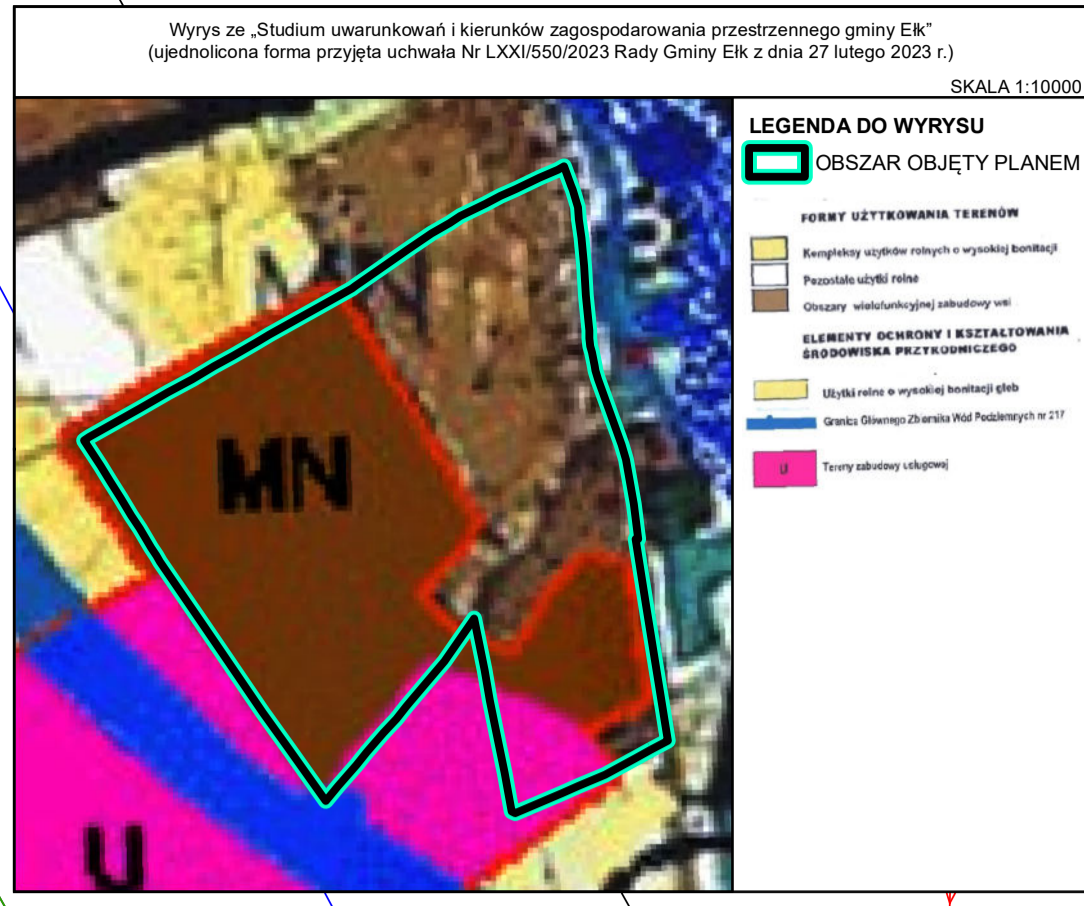 Wyrys ze „Studium uwarunkowań i kierunków zagospodarowania przestrzennego gminy Ełk”
(ujednolicona forma przyjęta uchwała Nr LXXI/550/2023 Rady Gminy Ełk z dnia 27 lutego 2023 r.)
SKALA 1:10000
LEGENDA DO WYRYSU
OBSZAR OBJĘTY PLANEM
FORMY UŻYTKOWANIA TERENÓW
Kompleksy użytków rolnych o wysokiej bonitacji
Pozostałe użytki rolne
Obszary wielofunkcyjnej zabudowy wsi
ELEMENTY OCHRONY I KSZTAŁTOWANIA
ŚRODOWISKA PRZYRODNICZEGO
Użytki rolne o wysokiej bonitacji gleb
Granica Głównego Zbiornika Wód Podziemnych nr 217
U
Tereny zabudowy usługowej
MN
U